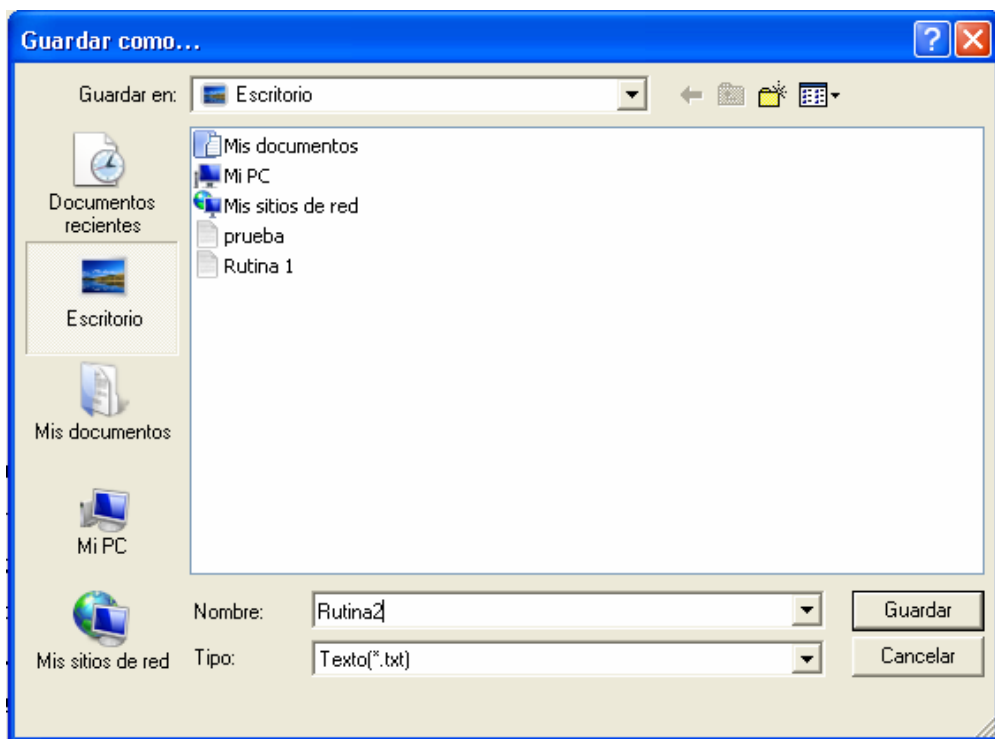 Guardar como...
Guardar en:
Escritorio
Documentos
recientes
Escritorio
Mis documentos
Mi PC
Mis sitios de red
Mis documentos
Mi PC
Mis sitios de red
prueba
Rutina 1
Nombre:
Rutina2
Guardar
Tipo:
Texto(*.txt)
Cancelar